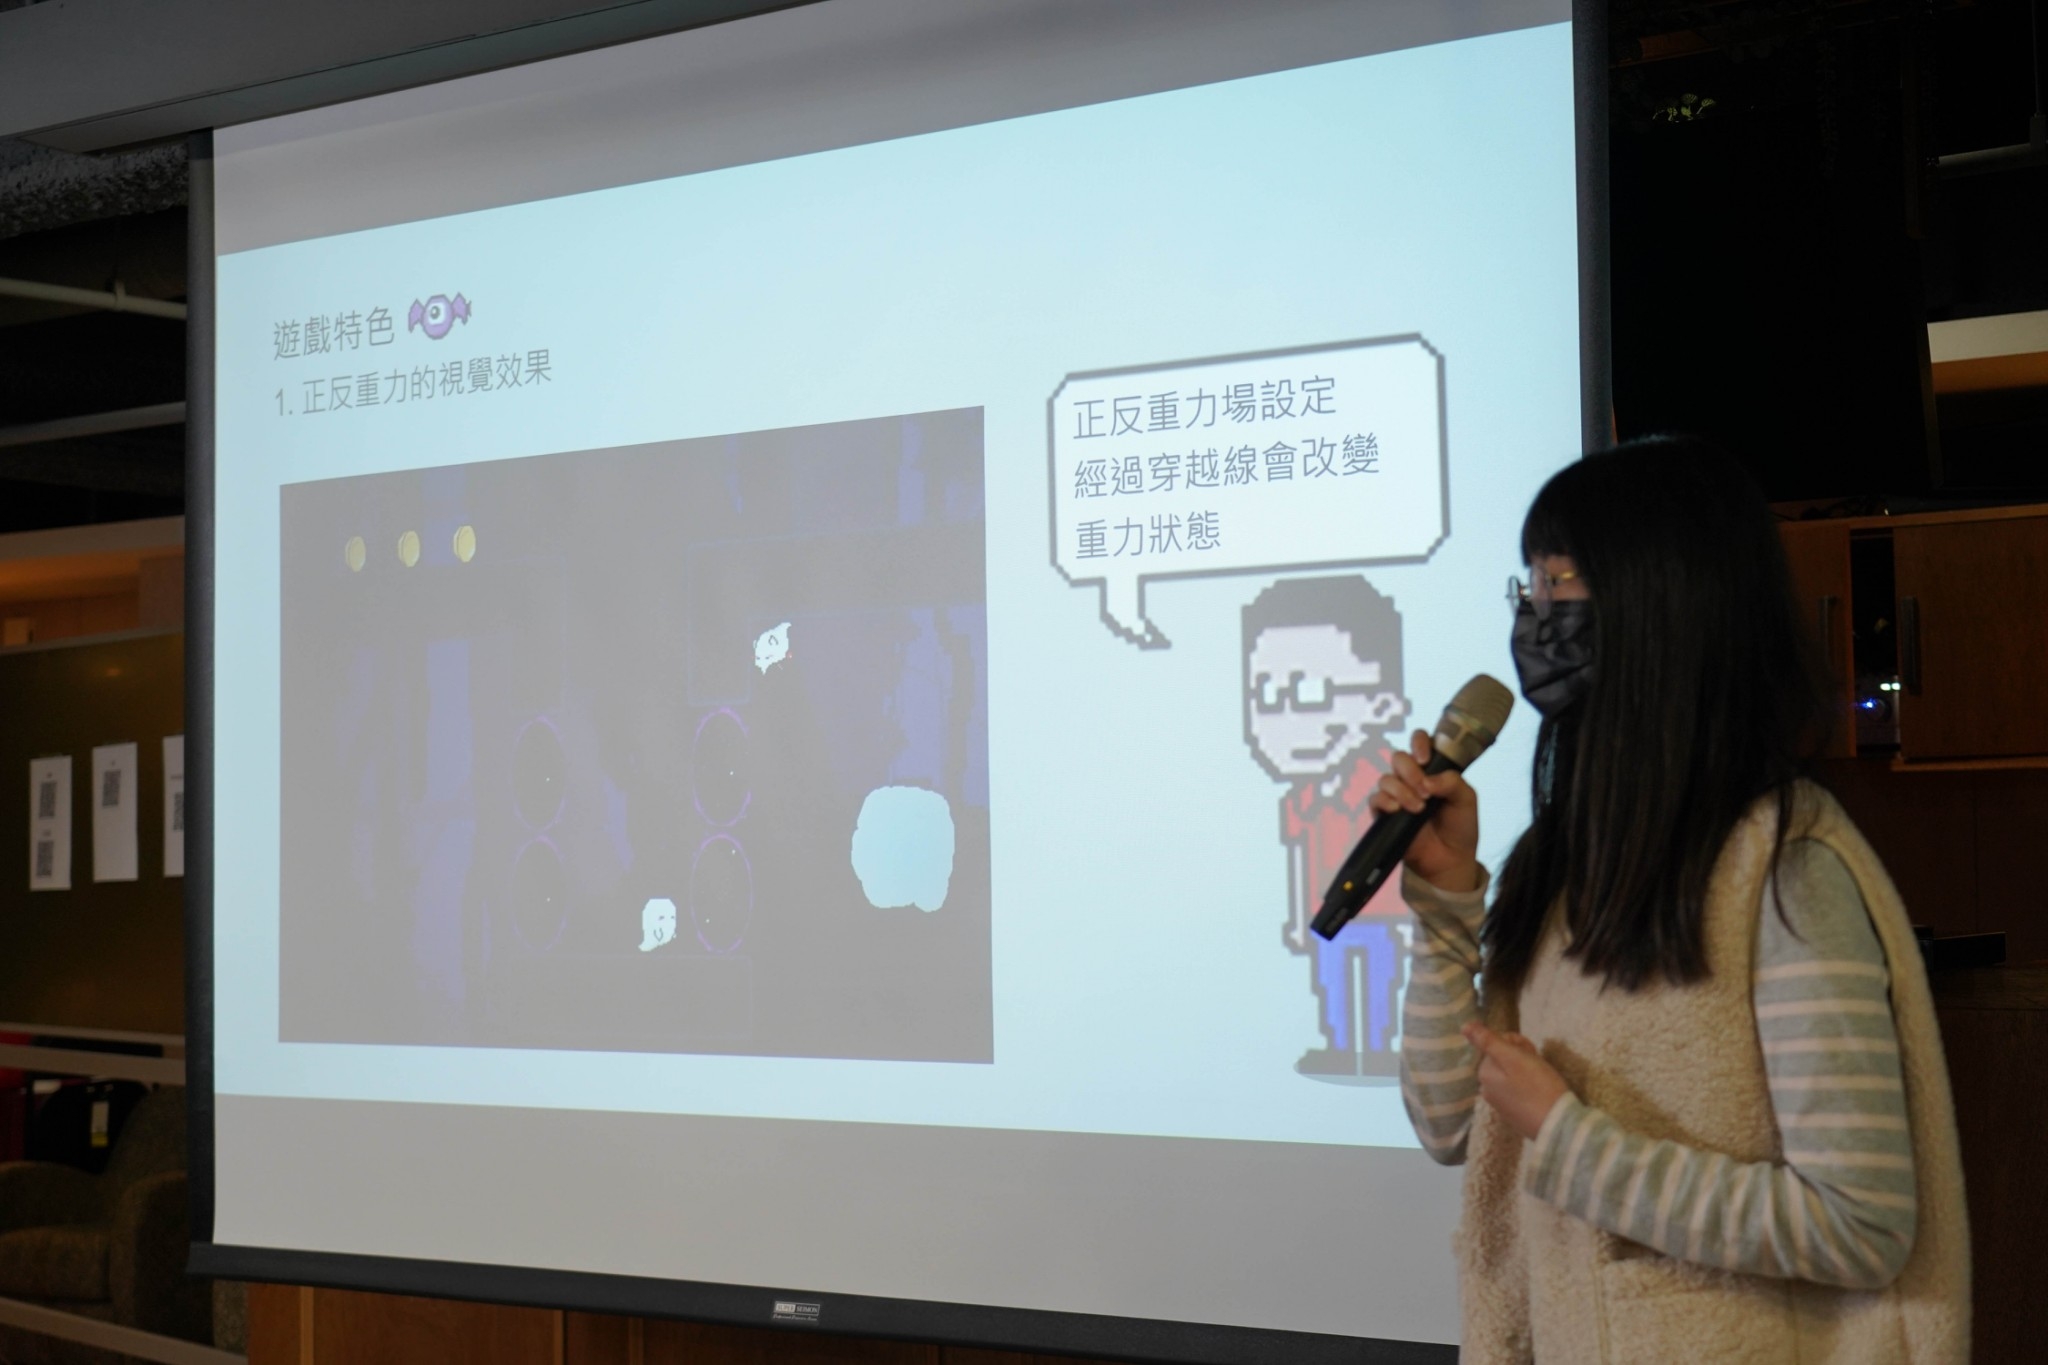 遊戲特色
1. 正反重力的視覺效果
正反重力場設定
經過穿越線會改變
重力狀態